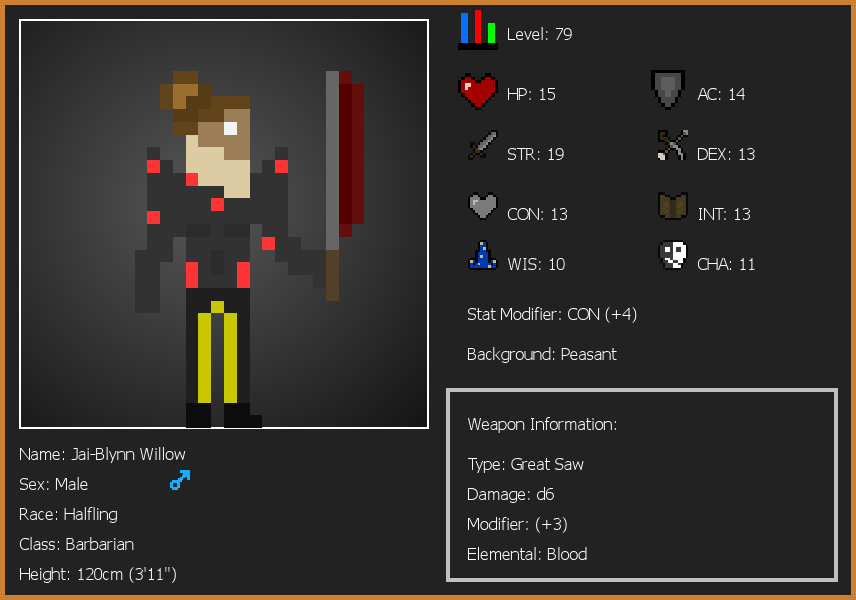 Level: 79
HP: 15
AC: 14
STR: 19
DEX: 13
CON: 13
INT: 13
WIS: 10
CHA: 11
Stat Modifier: CON (+4)
Background: Peasant
Weapon Information:
Type: Great Saw
Damage: d6
Modifier: (+3)
Elemental: Blood
Name: Jai-Blynn Willow
Sex: Male
Race: Halfling
Class: Barbarian
Height: 120cm (3'11")